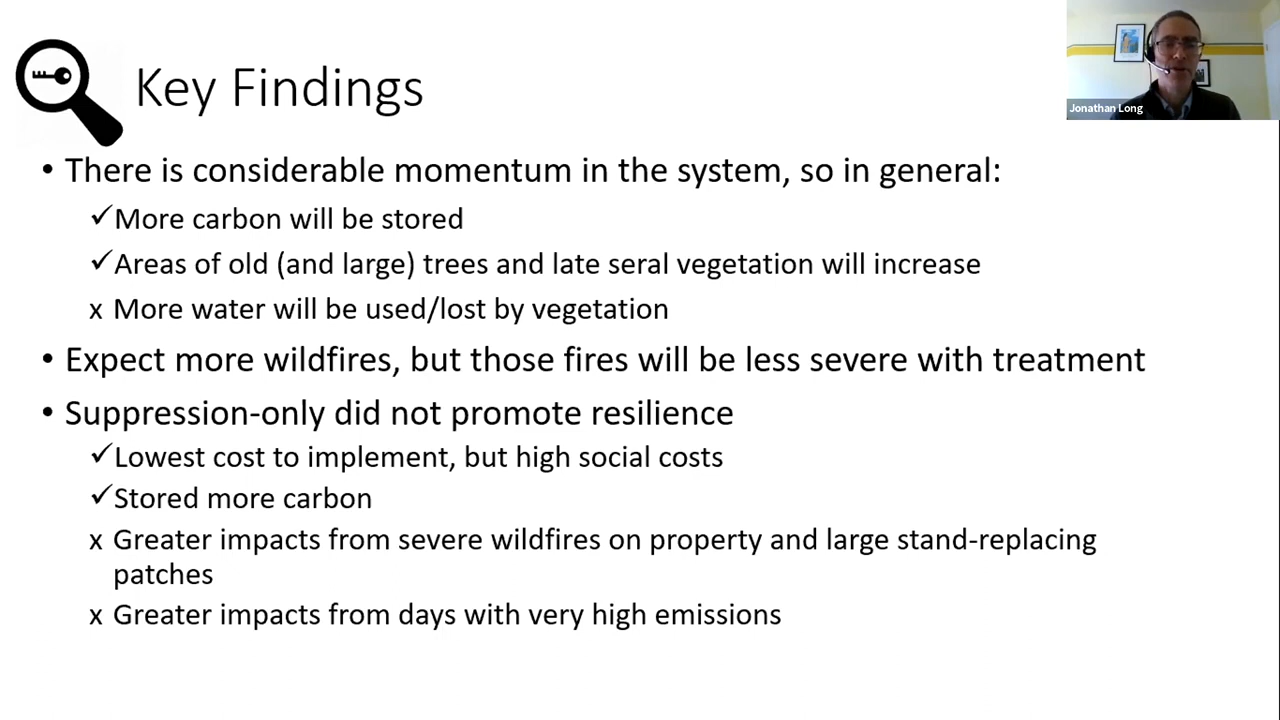 Key Findings
Jonathan Long
• There is considerable momentum in the system, so in general:
✓More carbon will be stored
✓Areas of old (and large) trees and late seral vegetation will increase
x More water will be used/lost by vegetation
• Expect more wildfires, but those fires will be less severe with treatment
• Suppression-only did not promote resilience
✓Lowest cost to implement, but high social costs
✓Stored more carbon
x Greater impacts from severe wildfires on property and large stand-replacing
patches
x Greater impacts from days with very high emissions